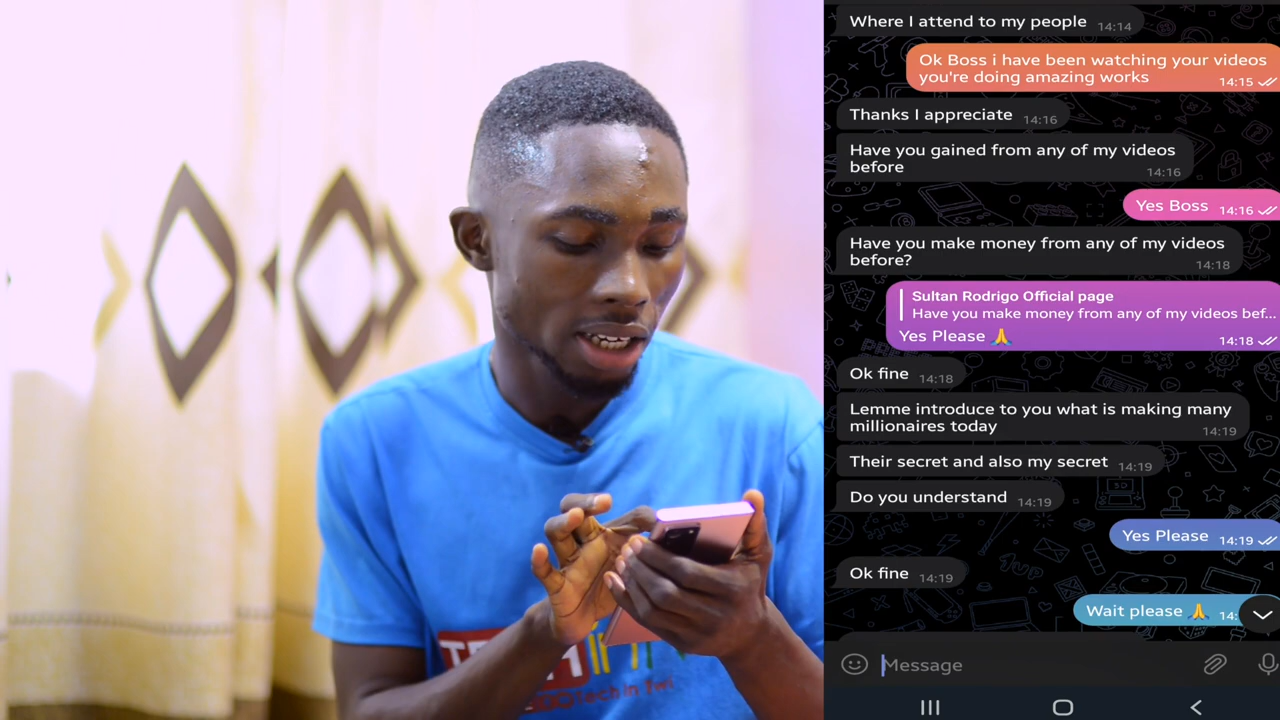 Where I attend to my people 14:14
Ok Boss i have been watching your videos
you're doing amazing works 14:15
Thanks I appreciate 14:16
Have you gained from any of my videos
before 14:16
Yes Boss 14:16
Have you make money from any of my videos
before? 14:18
Sultan Rodrigo Official page
Have you make money from any of my videos bef...
Yes Please 🙏 14:18
Ok fine 14:18
Lemme introduce to you what is making many
millionaires today 14:19
Their secret and also my secret 14:19
Do you understand 14:19
Yes Please 14:19
Ok fine 14:19
Wait please 🙏 14:
Message